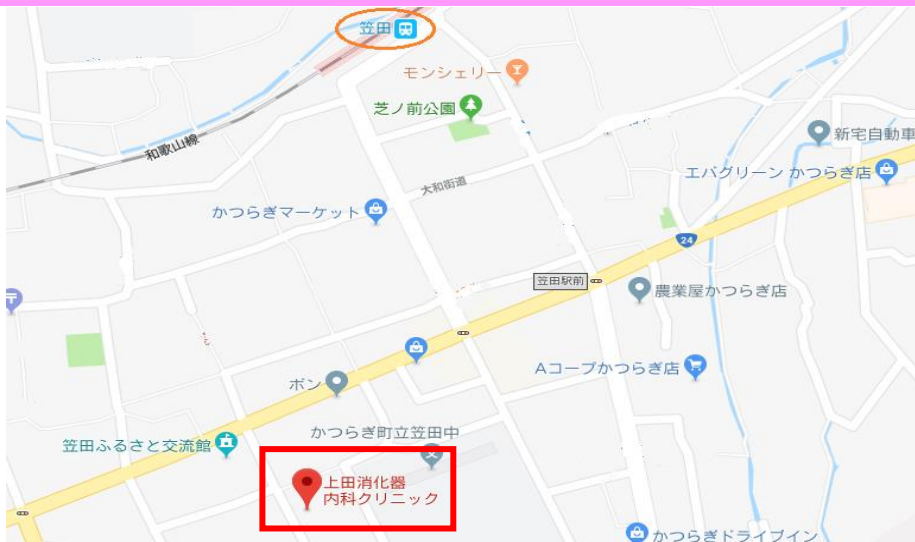 笠田
モンシェリー
芝ノ前公園
新宅自動車
和歌山線
エバグリーン かつらぎ店
大和街道
かつらぎマーケット
24
笠田駅前
農業屋かつらぎ店
Aコープかつらぎ店
ボン
かつらぎ町立笠田中
笠田ふるさと交流館
上田消化器
内科クリニック
かつらぎドライブイン